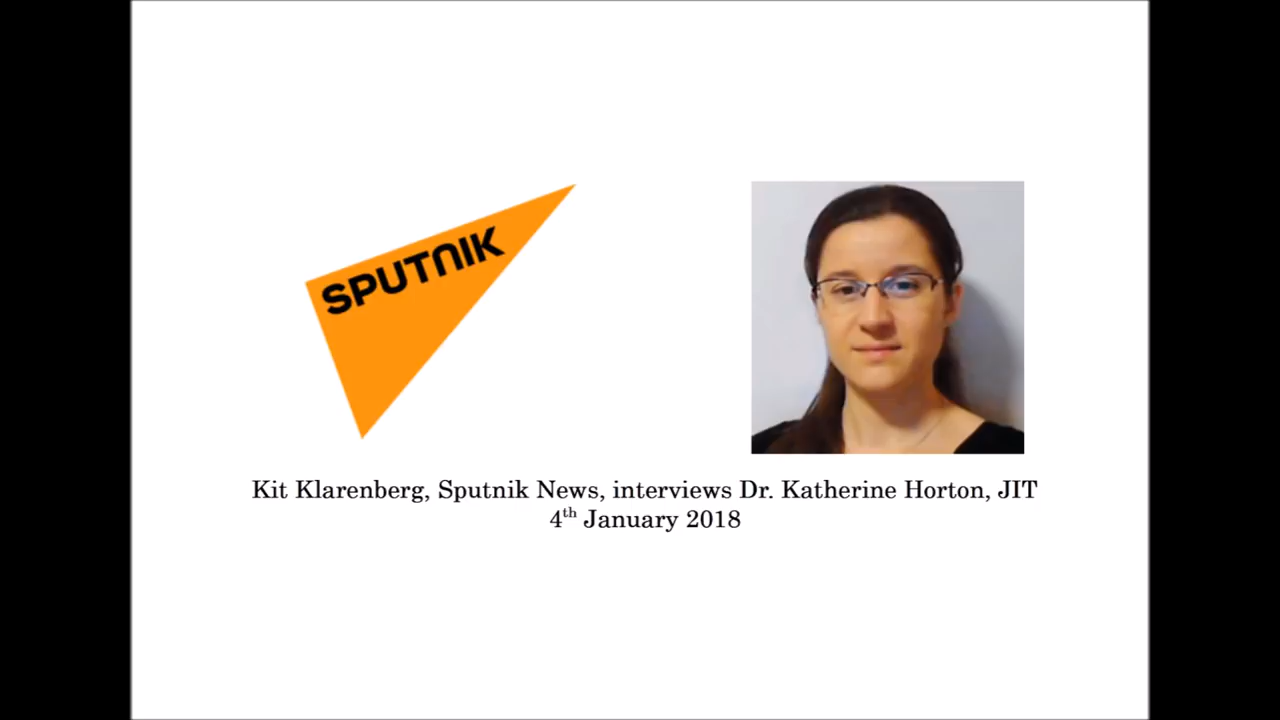 SPUTNIK
Kit Klarenberg, Sputnik News, interviews Dr. Katherine Horton, JIT
4th January 2018